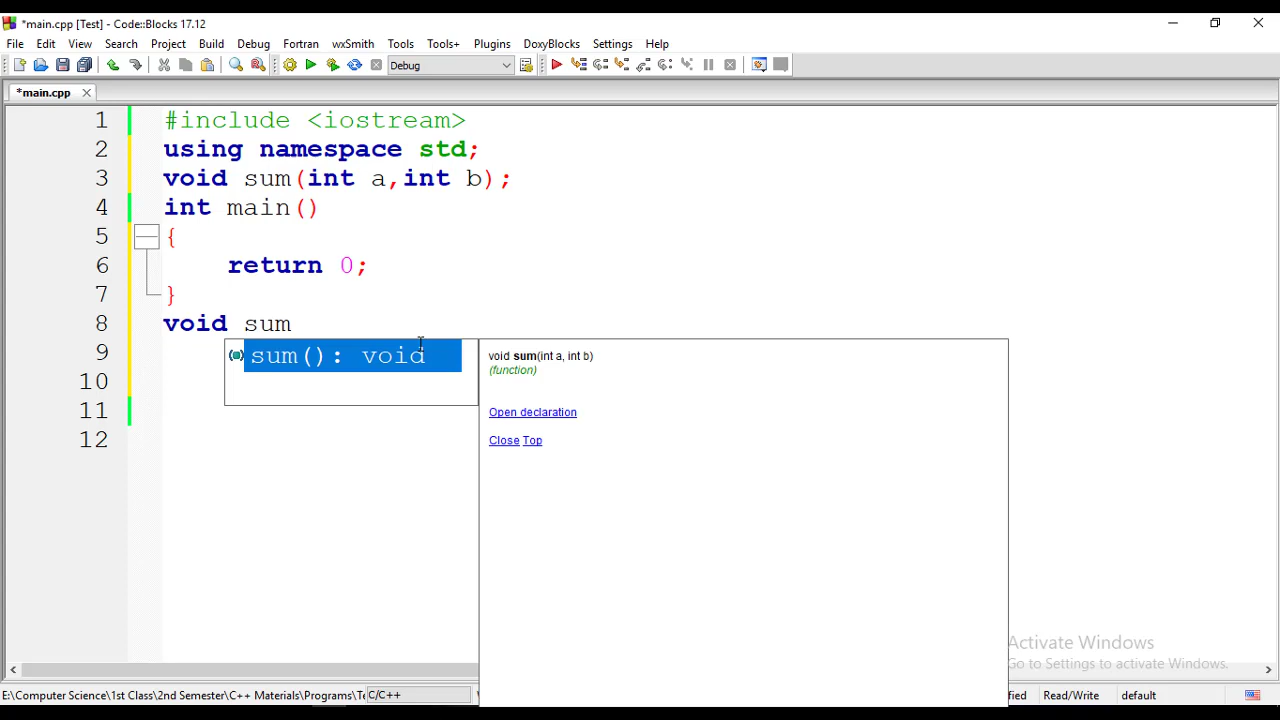 *main.cpp [Test] - Code::Blocks 17.12
File Edit View Search Project Build Debug Fortran wxSmith Tools Tools+ Plugins DoxyBlocks Settings Help
Debug
*main.cpp
1 #include <iostream>
2 using namespace std;
3 void sum(int a,int b);
4 int main()
5 {
6 return 0;
7 }
8 void sum
9 sum(): void
void sum(int a, int b)
(function)
10
11 Open declaration
12 Close Top
Activate Windows
Go to Settings to activate Windows.
E:\Computer Science\1st Class\2nd Semester\C++ Materials\Programs\Te C/C++ fied Read/Write default